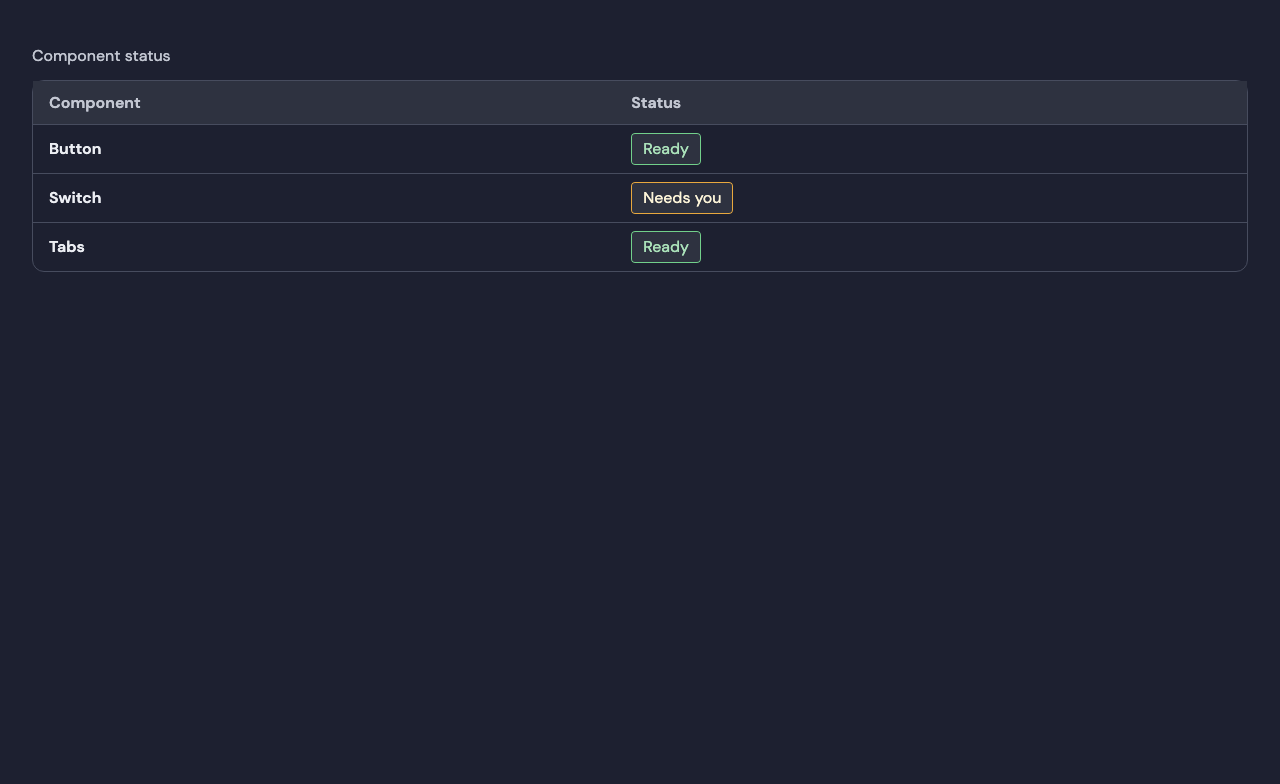 Component status
Component Status
Button Ready
Switch Needs you
Tabs Ready